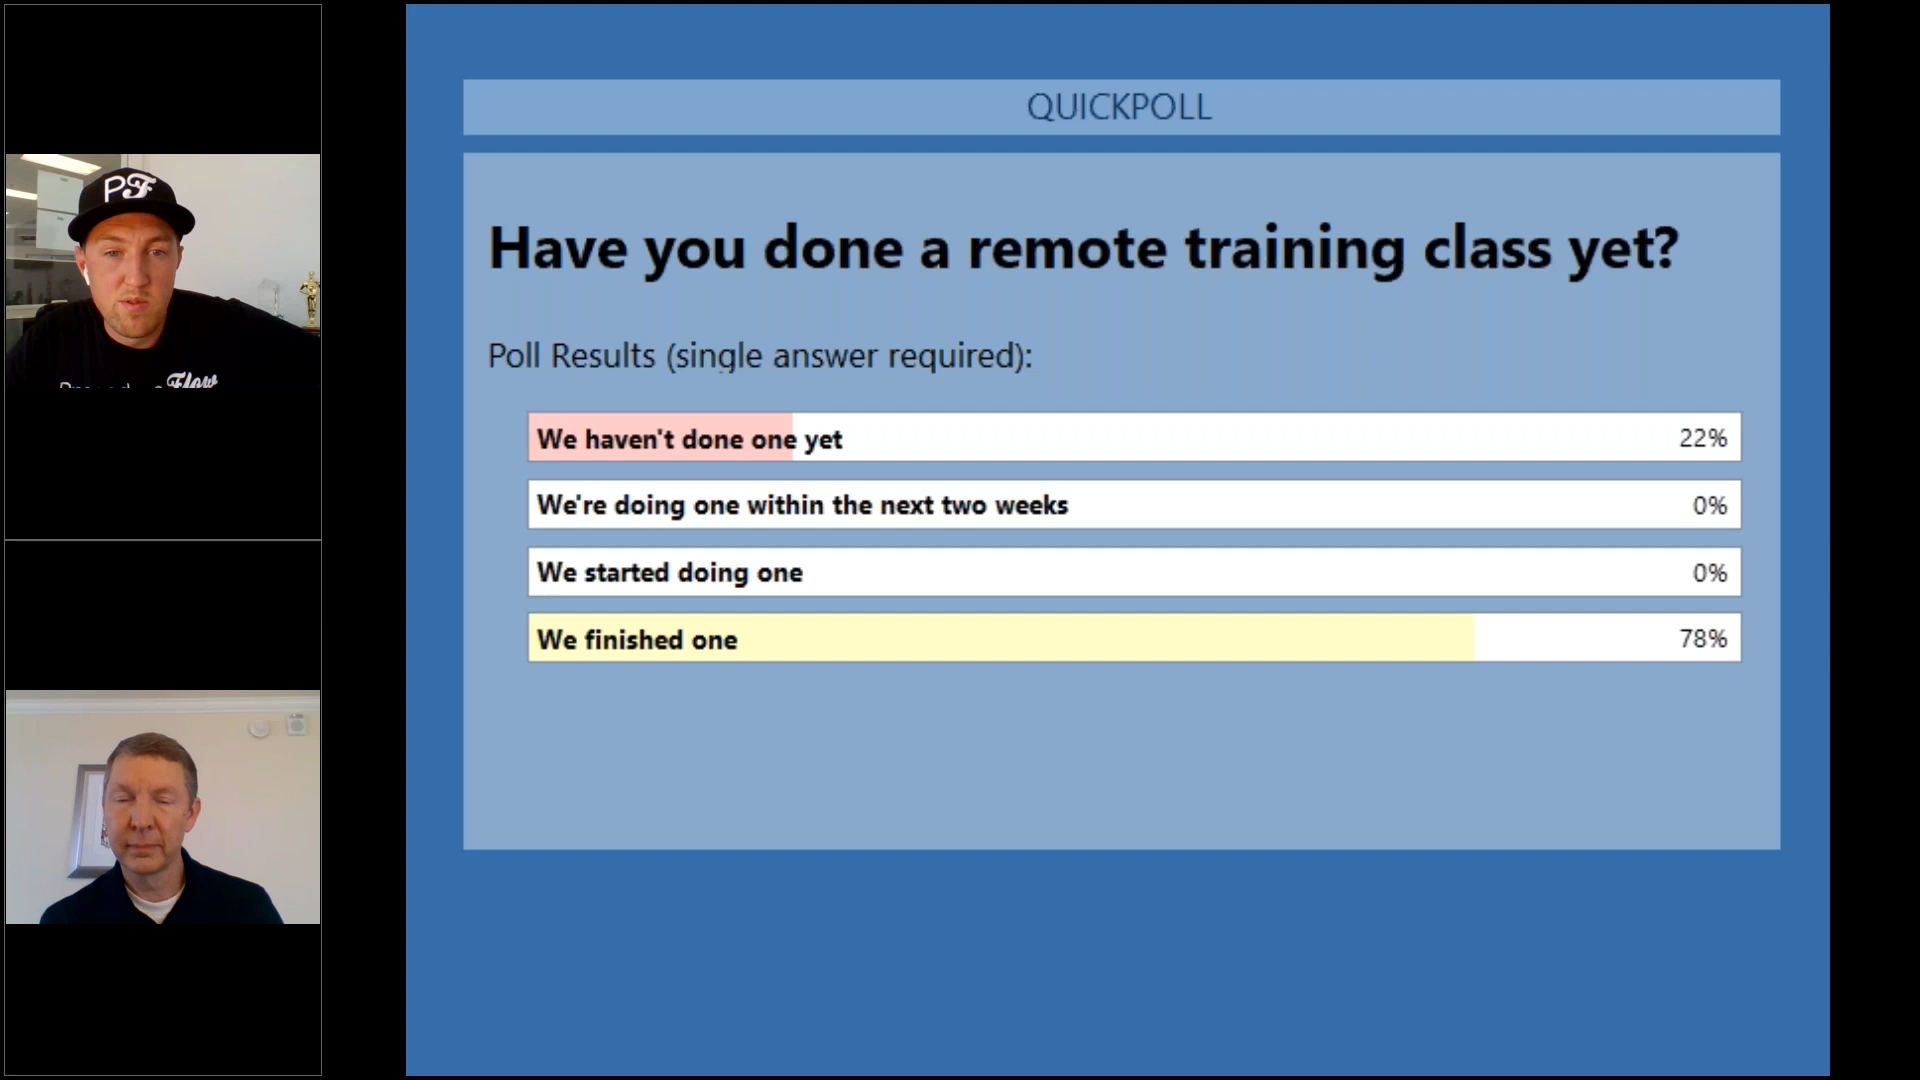 PF
Flow
QUICKPOLL
Have you done a remote training class yet?
Poll Results (single answer required):
We haven't done one yet 22%
We're doing one within the next two weeks 0%
We started doing one 0%
We finished one 78%